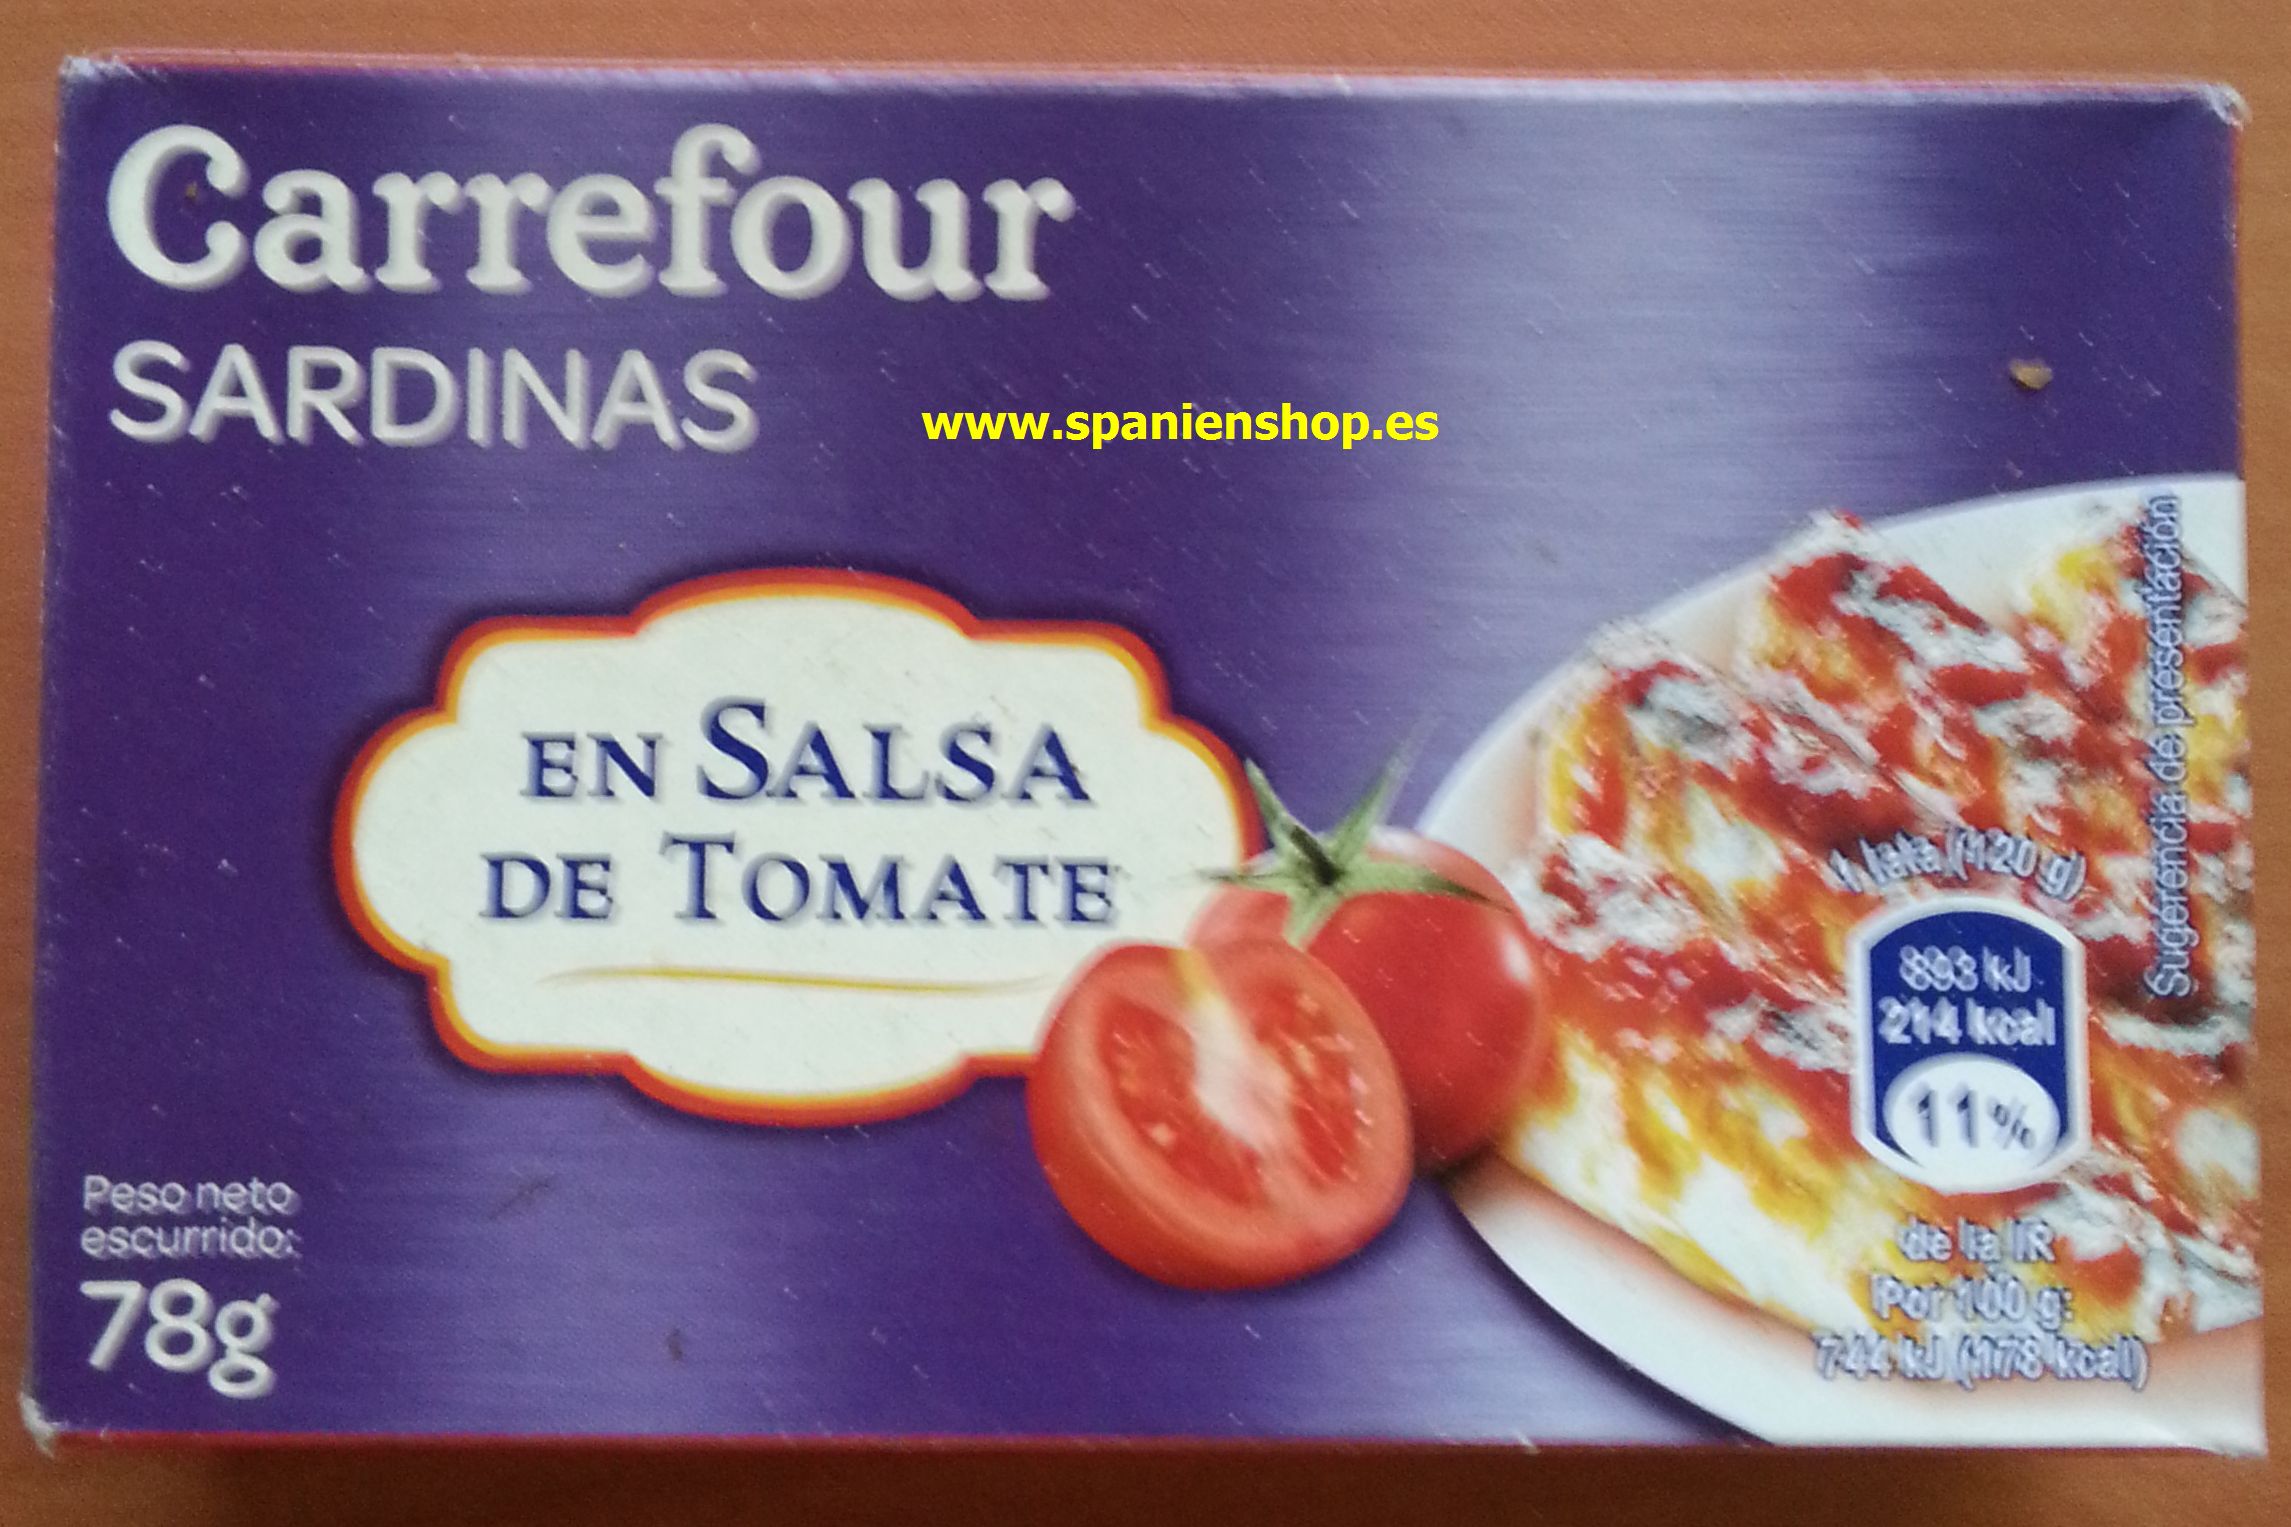 Carrefour
SARDINAS
www.spanienshop.es
EN SALSA
DE TOMATE
Sugerencia de presentación
1 lata (120 g)
893 kJ
214 kcal
11%
de la IR
Por 100 g:
744 kJ (178 kcal)
Peso neto
escurrido:
78g